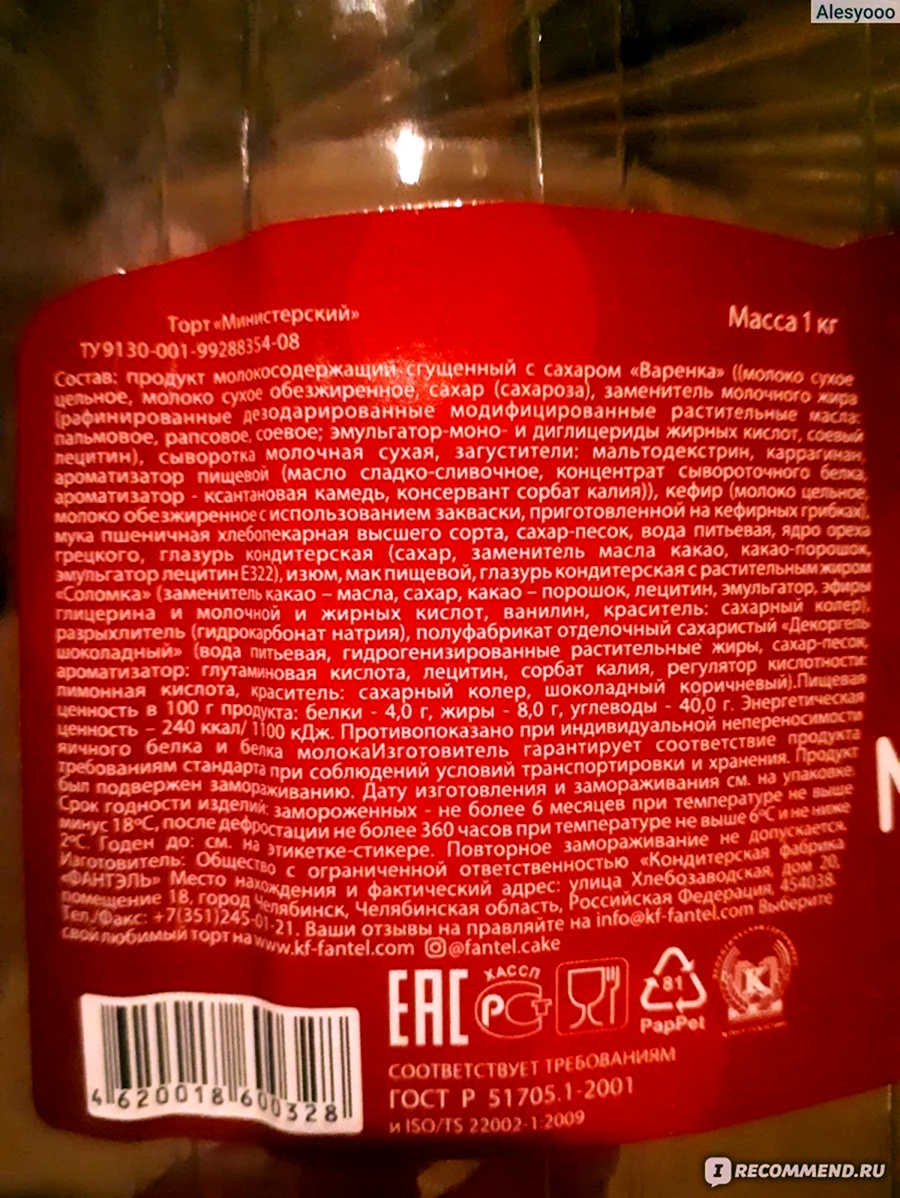 Alesyooo
Торт «Министерский»
Масса 1 кг
ТУ 9130-001-99288354-08
Состав: продукт молокосодержащий сгущенный с сахаром «Варенка» ((молоко сухое
цельное, молоко сухое обезжиренное, сахар (сахароза), заменитель молочного жира
(рафинированные дезодарированные модифицированные растительные масла:
пальмовое, рапсовое, соевое; эмульгатор-моно- и диглицериды жирных кислот, соевый
лецитин), сыворотка молочная сухая, загустители: мальтодекстрин, каррагинан,
ароматизатор пищевой (масло сладко-сливочное, концентрат сывороточного белка,
ароматизатор - ксантановая камедь, консервант сорбат калия)), кефир (молоко цельное,
молоко обезжиренное с использованием закваски, приготовленной на кефирных грибках),
мука пшеничная хлебопекарная высшего сорта, сахар-песок, вода питьевая, ядро ореха
грецкого, глазурь кондитерская (сахар, заменитель масла какао, какао-порошок,
эмульгатор лецитин Е322), изюм, мак пищевой, глазурь кондитерская с растительным жиром
«Соломка» (заменитель какао – масла, сахар, какао – порошок, лецитин, эмульгатор, эфиры
глицерина и молочной и жирных кислот, ванилин, краситель: сахарный колер),
разрыхлитель (гидрокарбонат натрия), полуфабрикат отделочный сахаристый «Декоргель
шоколадный» (вода питьевая, гидрогенизированные растительные жиры, сахар-песок,
ароматизатор: глутаминовая кислота, лецитин, сорбат калия, регулятор кислотности:
лимонная кислота, краситель: сахарный колер, шоколадный коричневый).Пищевая
ценность в 100 г продукта: белки - 4,0 г, жиры - 8,0 г, углеводы - 40,0 г. Энергетическая
ценность – 240 ккал/ 1100 кДж. Противопоказано при индивидуальной непереносимости
яичного белка и белка молокаИзготовитель гарантирует соответствие продукта
требованиям стандарта при соблюдений условий транспортировки и хранения. Продукт
был подвержен замораживанию. Дату изготовления и замораживания см. на упаковке.
Срок годности изделий: замороженных - не более 6 месяцев при температуре не выше
минус 18°С, после дефростации не более 360 часов при температуре не выше 6°С и не ниже
2°С. Годен до: см. на этикетке-стикере. Повторное замораживание не допускается.
Изготовитель: Общество с ограниченной ответственностью «Кондитерская фабрика
«ФАНТЭЛЬ» Место нахождения и фактический адрес: улица Хлебозаводская, дом 20,
помещение 18, город Челябинск, Челябинская область, Российская Федерация, 454038.
Тел./Факс: +7(351)245-01-21. Ваши отзывы на правляйте на info@kf-fantel.com Выберите
свой любимый торт на www.kf-fantel.com @fantel.cake
ЕАС
ХАССП
РСТ
81
PapPet
К
4 620018 600328
СООТВЕТСТВУЕТ ТРЕБОВАНИЯМ
ГОСТ Р 51705.1-2001
и ISO/TS 22002-1:2009
IRECOMMEND.RU